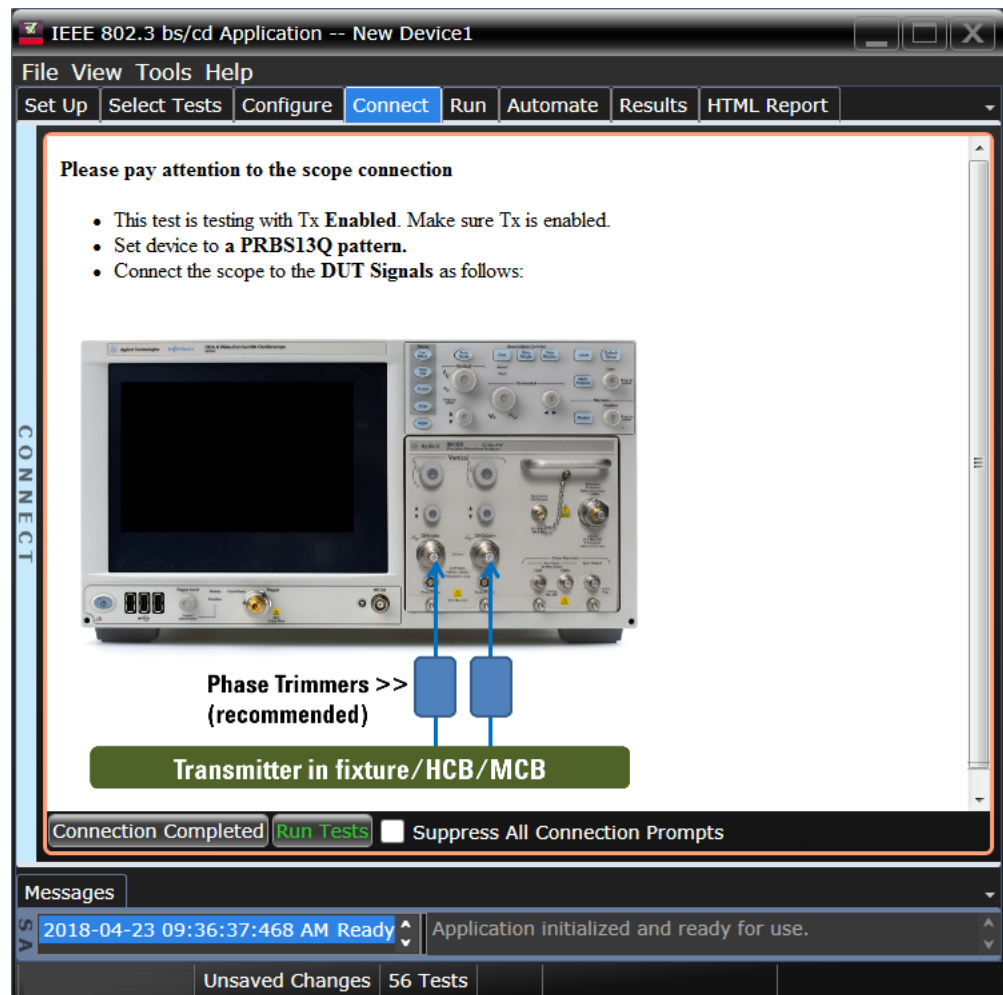 IEEE 802.3 bs/cd Application -- New Device1
File View Tools Help
Set Up Select Tests Configure Connect Run Automate Results HTML Report
CONNECT
Please pay attention to the scope connection
• This test is testing with Tx Enabled. Make sure Tx is enabled.
• Set device to a PRBS13Q pattern.
• Connect the scope to the DUT Signals as follows:
Agilent Technologies
Agilent
Vertical
Phase Trimmers >>
(recommended)
Transmitter in fixture/HCB/MCB
Connection Completed Run Tests Suppress All Connection Prompts
Messages
2018-04-23 09:36:37:468 AM Ready Application initialized and ready for use.
Unsaved Changes 56 Tests